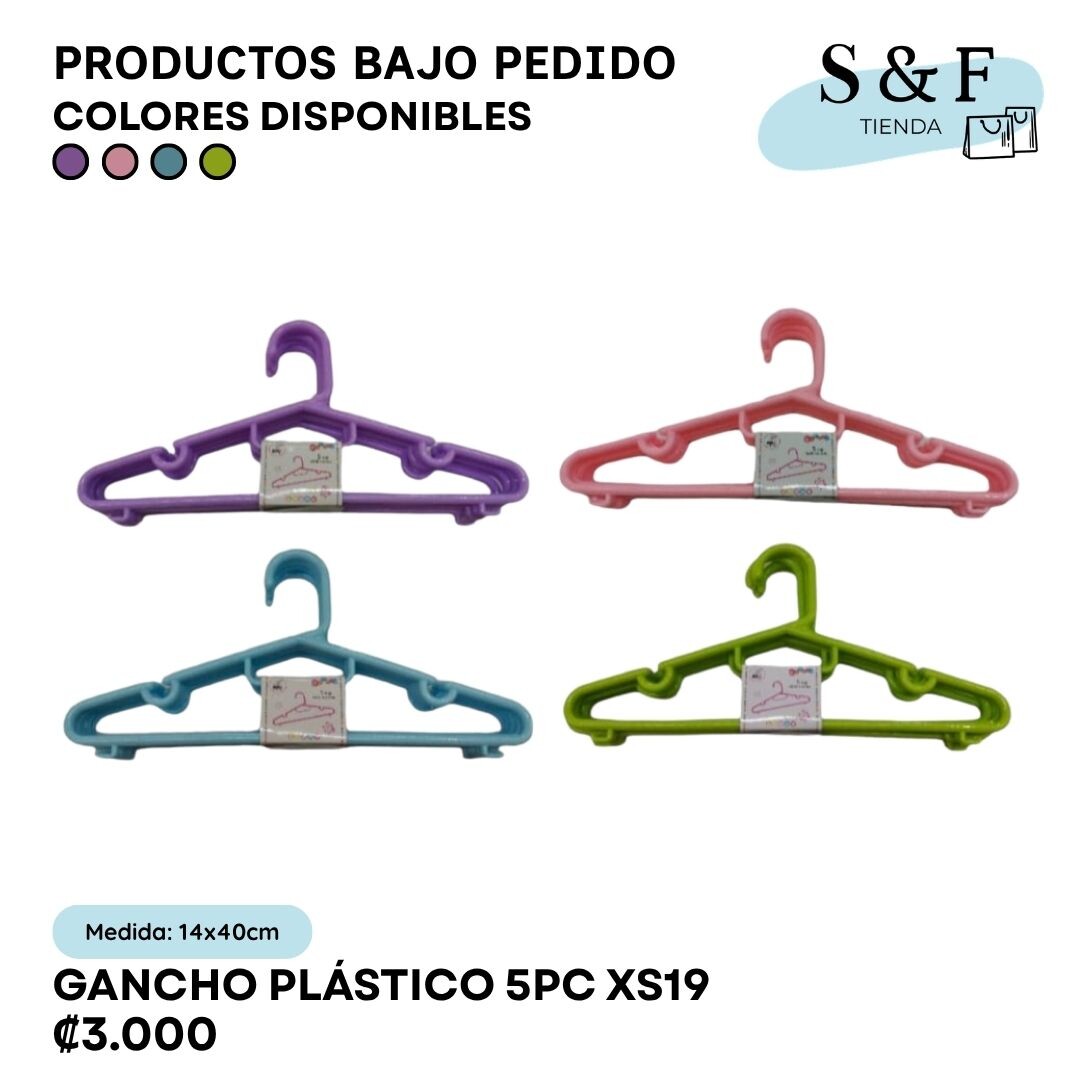 PRODUCTOS BAJO PEDIDO
COLORES DISPONIBLES
S & F
TIENDA
Medida: 14x40cm
GANCHO PLÁSTICO 5PC XS19
₡3.000